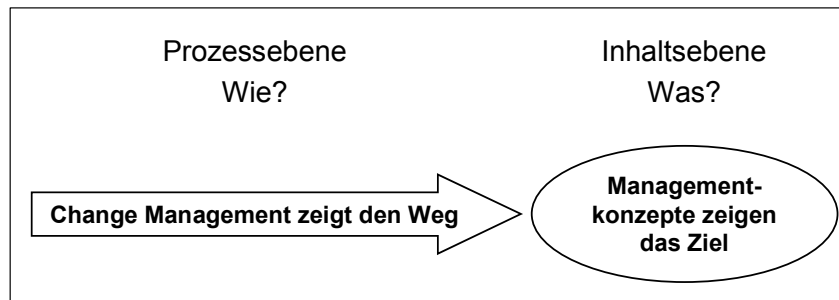 Prozessebene
Wie?
Inhaltsebene
Was?
Change Management zeigt den Weg
Management-
konzepte zeigen
das Ziel